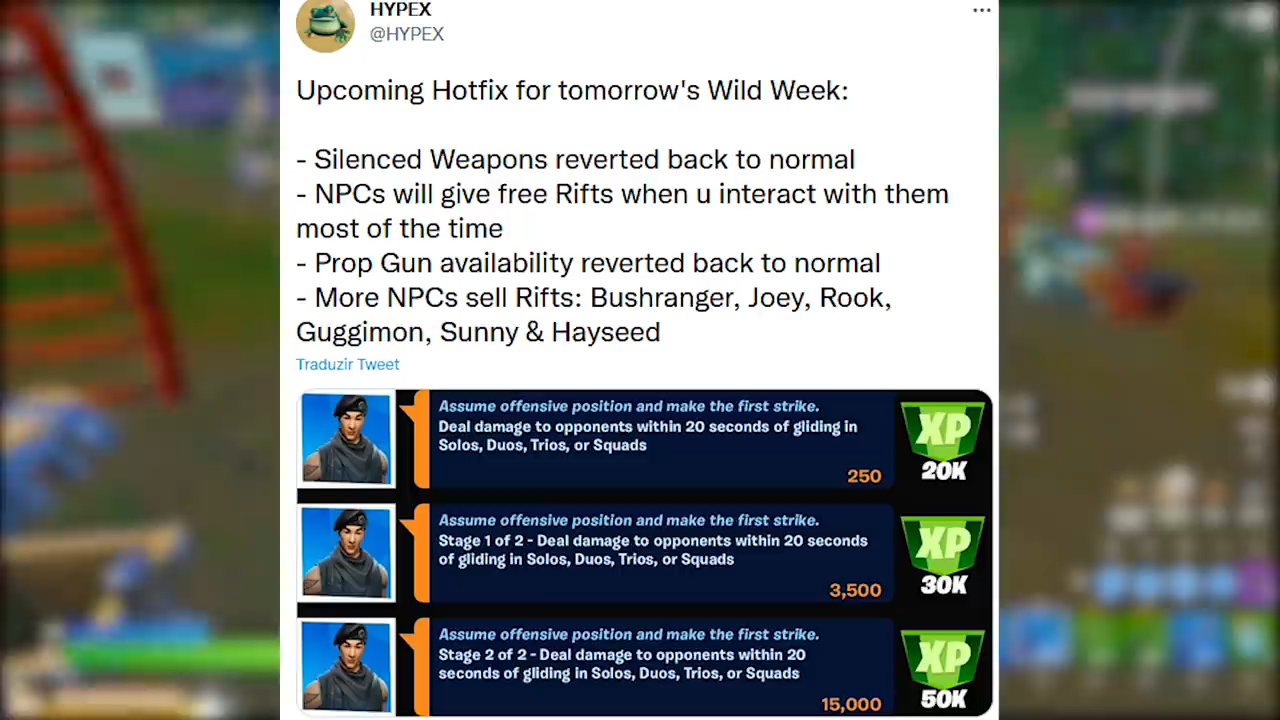 HYPEX
@HYPEX
Upcoming Hotfix for tomorrow's Wild Week:
- Silenced Weapons reverted back to normal
- NPCs will give free Rifts when u interact with them
most of the time
- Prop Gun availability reverted back to normal
- More NPCs sell Rifts: Bushranger, Joey, Rook,
Guggimon, Sunny & Hayseed
Traduzir Tweet
Assume offensive position and make the first strike.
Deal damage to opponents within 20 seconds of gliding in
Solos, Duos, Trios, or Squads
250
XP
20K
Assume offensive position and make the first strike.
Stage 1 of 2 - Deal damage to opponents within 20 seconds
of gliding in Solos, Duos, Trios, or Squads
3,500
XP
30K
Assume offensive position and make the first strike.
Stage 2 of 2 - Deal damage to opponents within 20
seconds of gliding in Solos, Duos, Trios, or Squads
15,000
XP
50K